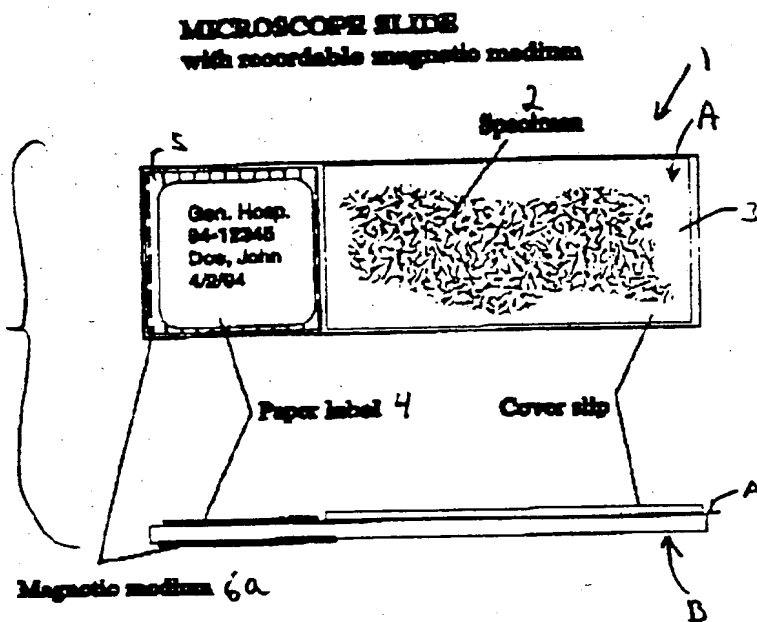 MICROSCOPE SLIDE
with recordable magnetic medium
1
2
Specimen
A
5
3
Gen. Hosp.
94-12345
Doe, John
4/2/94
Paper label 4
Cover slip
A
Magnetic medium 6a
B